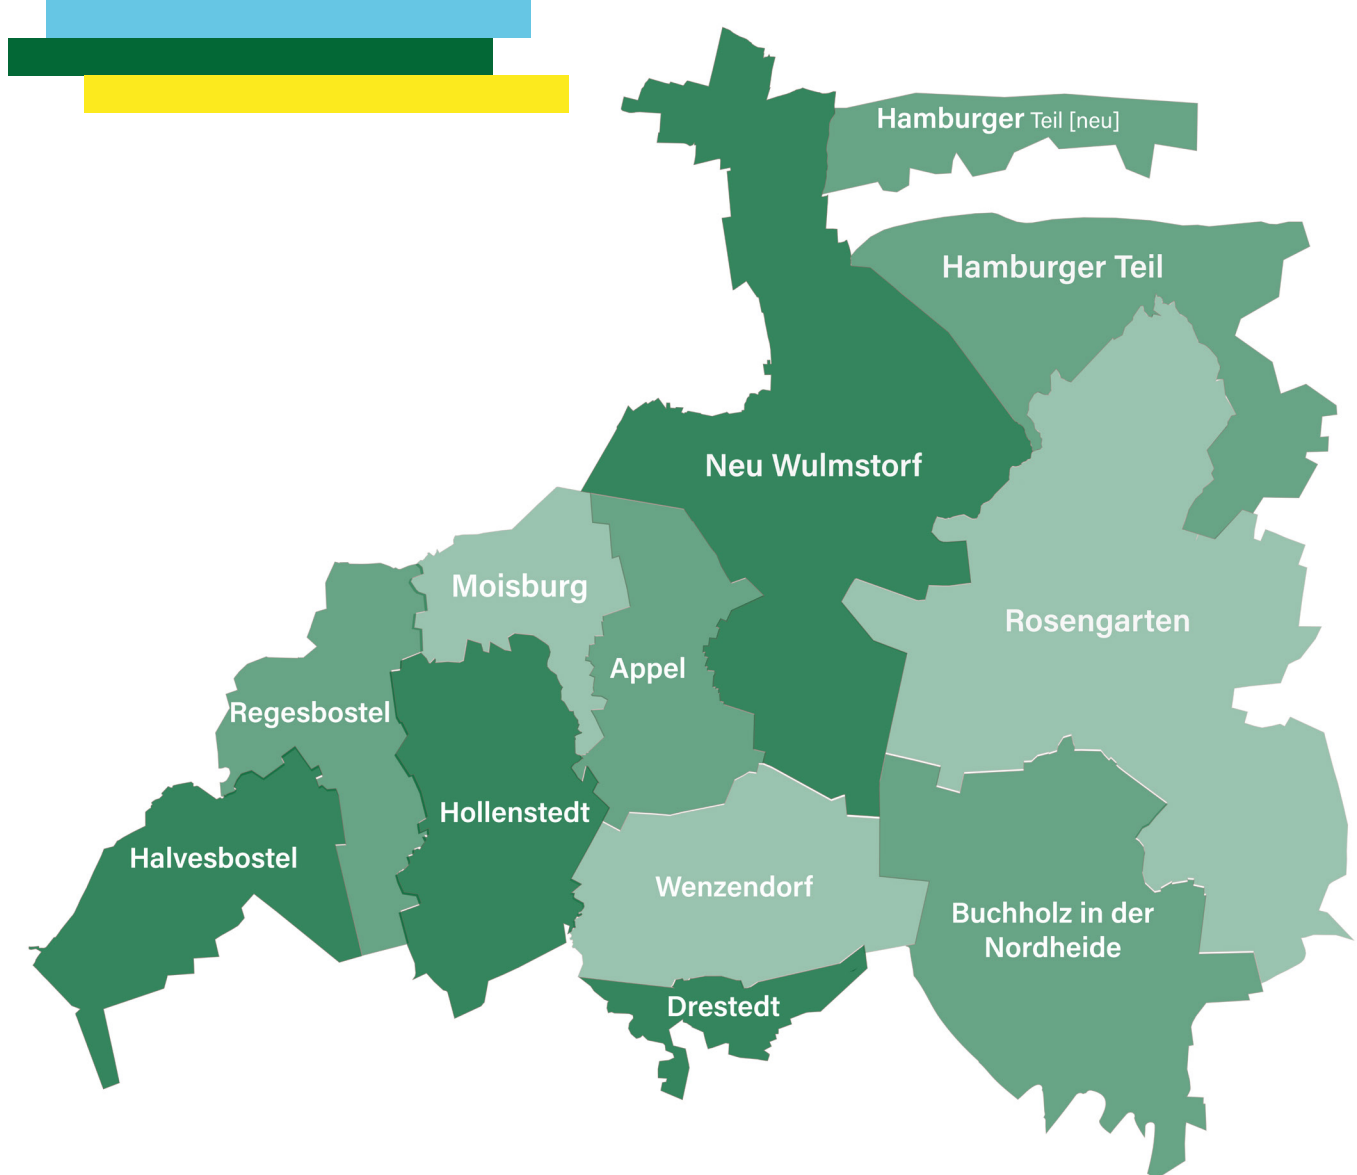 Hamburger Teil [neu]
Hamburger Teil
Neu Wulmstorf
Moisburg
Rosengarten
Appel
Regesbostel
Hollenstedt
Halvesbostel
Wenzendorf
Buchholz in der
Nordheide
Drestedt